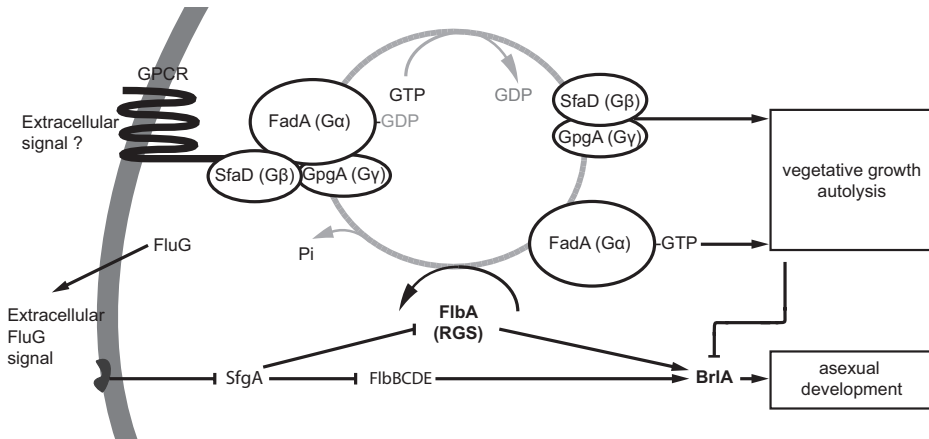 GPCR
Extracellular
signal ?
FadA (Gα)
-GDP
SfaD (Gβ)
GpgA (Gγ)
GTP
GDP
SfaD (Gβ)
GpgA (Gγ)
vegetative growth
autolysis
FadA (Gα)
-GTP
Pi
FluG
Extracellular
FluG
signal
FlbA
(RGS)
SfgA
FlbBCDE
BrlA
asexual
development